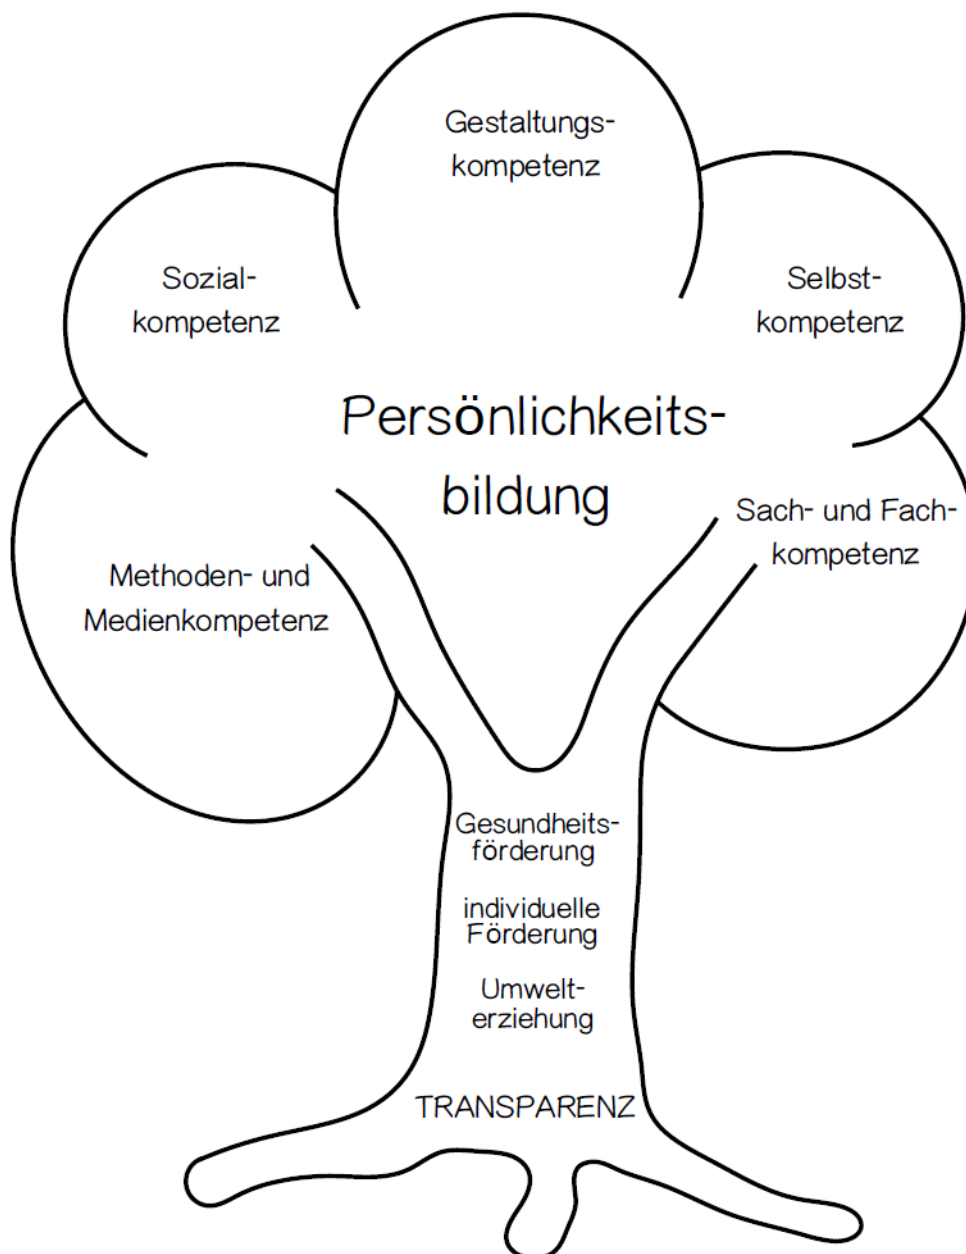 Gestaltungs-
kompetenz
Sozial-
kompetenz
Selbst-
kompetenz
Persönlichkeits-
bildung
Sach- und Fach-
kompetenz
Methoden- und
Medienkompetenz
Gesundheits-
förderung
individuelle
Förderung
Umwelt-
erziehung
TRANSPARENZ